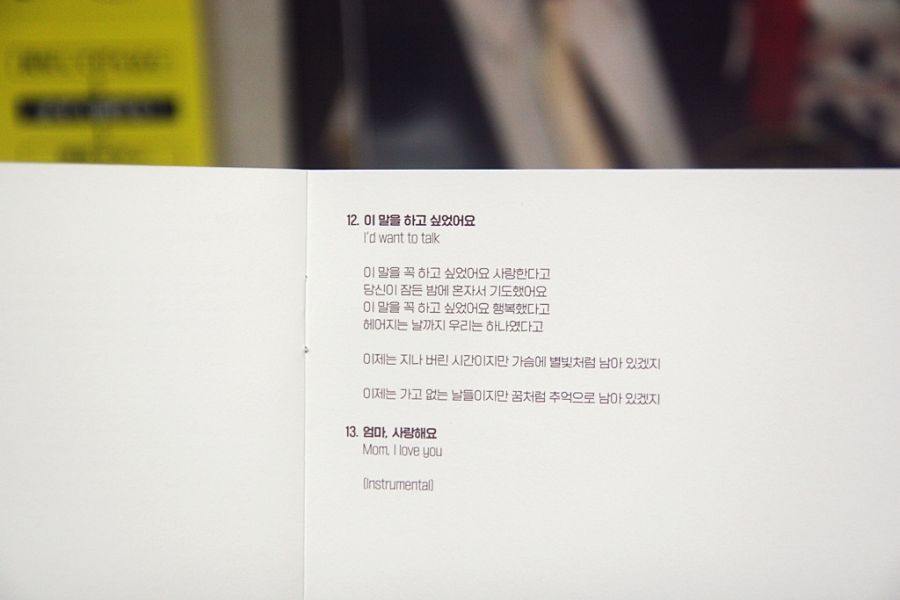 12. 이 말을 하고 싶었어요
I'd want to talk
이 말을 꼭 하고 싶었어요 사랑한다고
당신이 잠든 밤에 혼자서 기도했어요
이 말을 꼭 하고 싶었어요 행복했다고
헤어지는 날까지 우리는 하나였다고
이제는 지나 버린 시간이지만 가슴에 별빛처럼 남아 있겠지
이제는 가고 없는 날들이지만 꿈처럼 추억으로 남아 있겠지
13. 엄마, 사랑해요
Mom, I love you
(Instrumental)